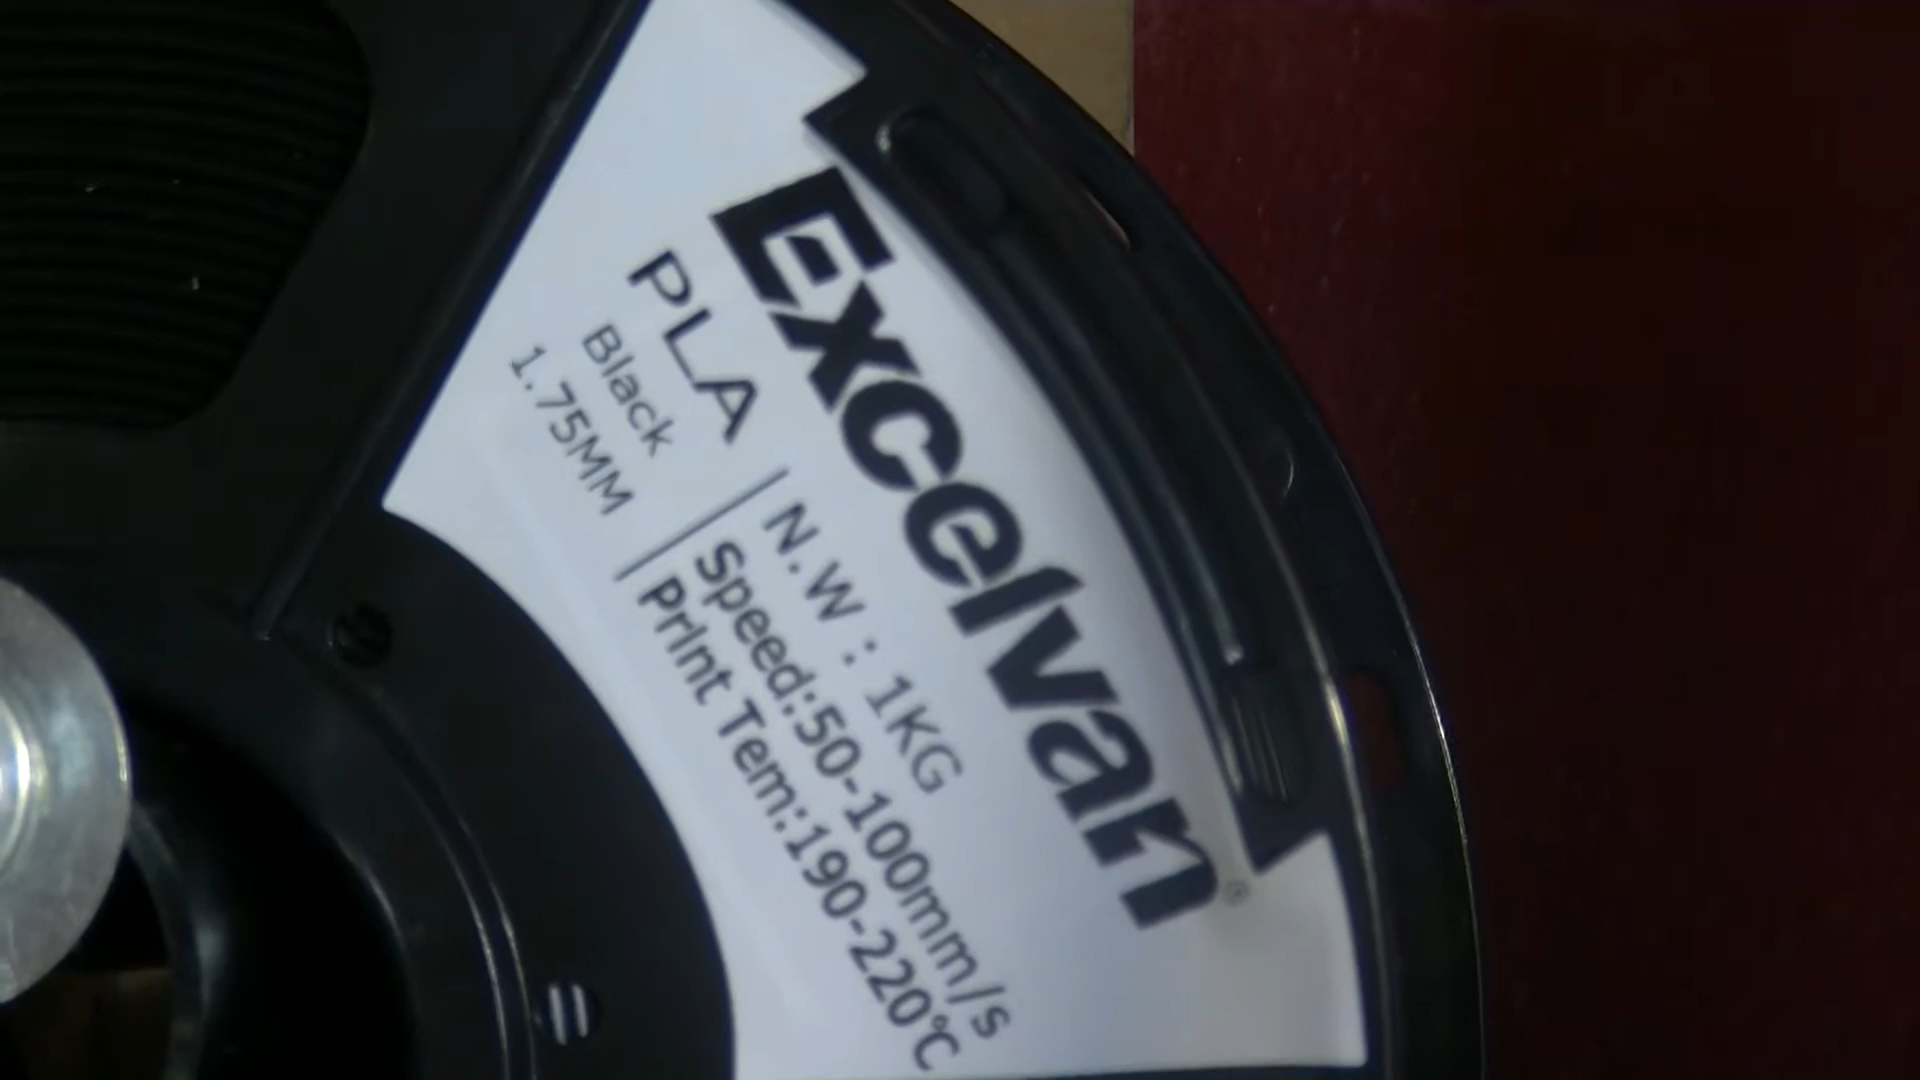 Excelvan®
PLA
Black
1.75MM
N.W : 1KG
Speed:50-100mm/s
PrInt Tem:190-220℃